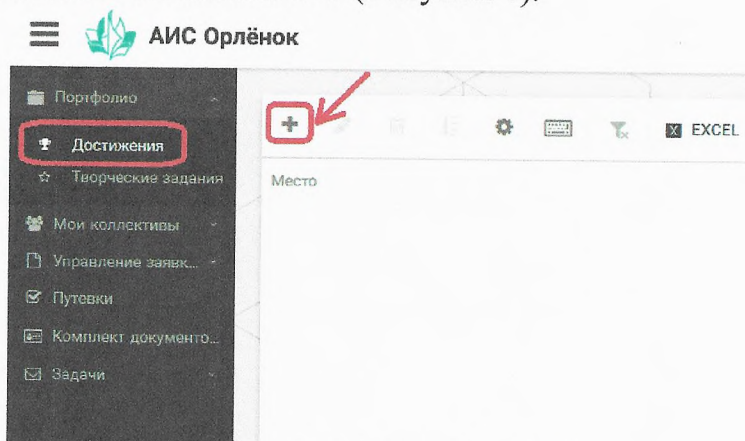 АИС Орлёнок
Портфолио
Достижения
Творческие задания
Мои коллективы
Управление заявк...
Путевки
Комплект документо...
Задачи
EXCEL
Место